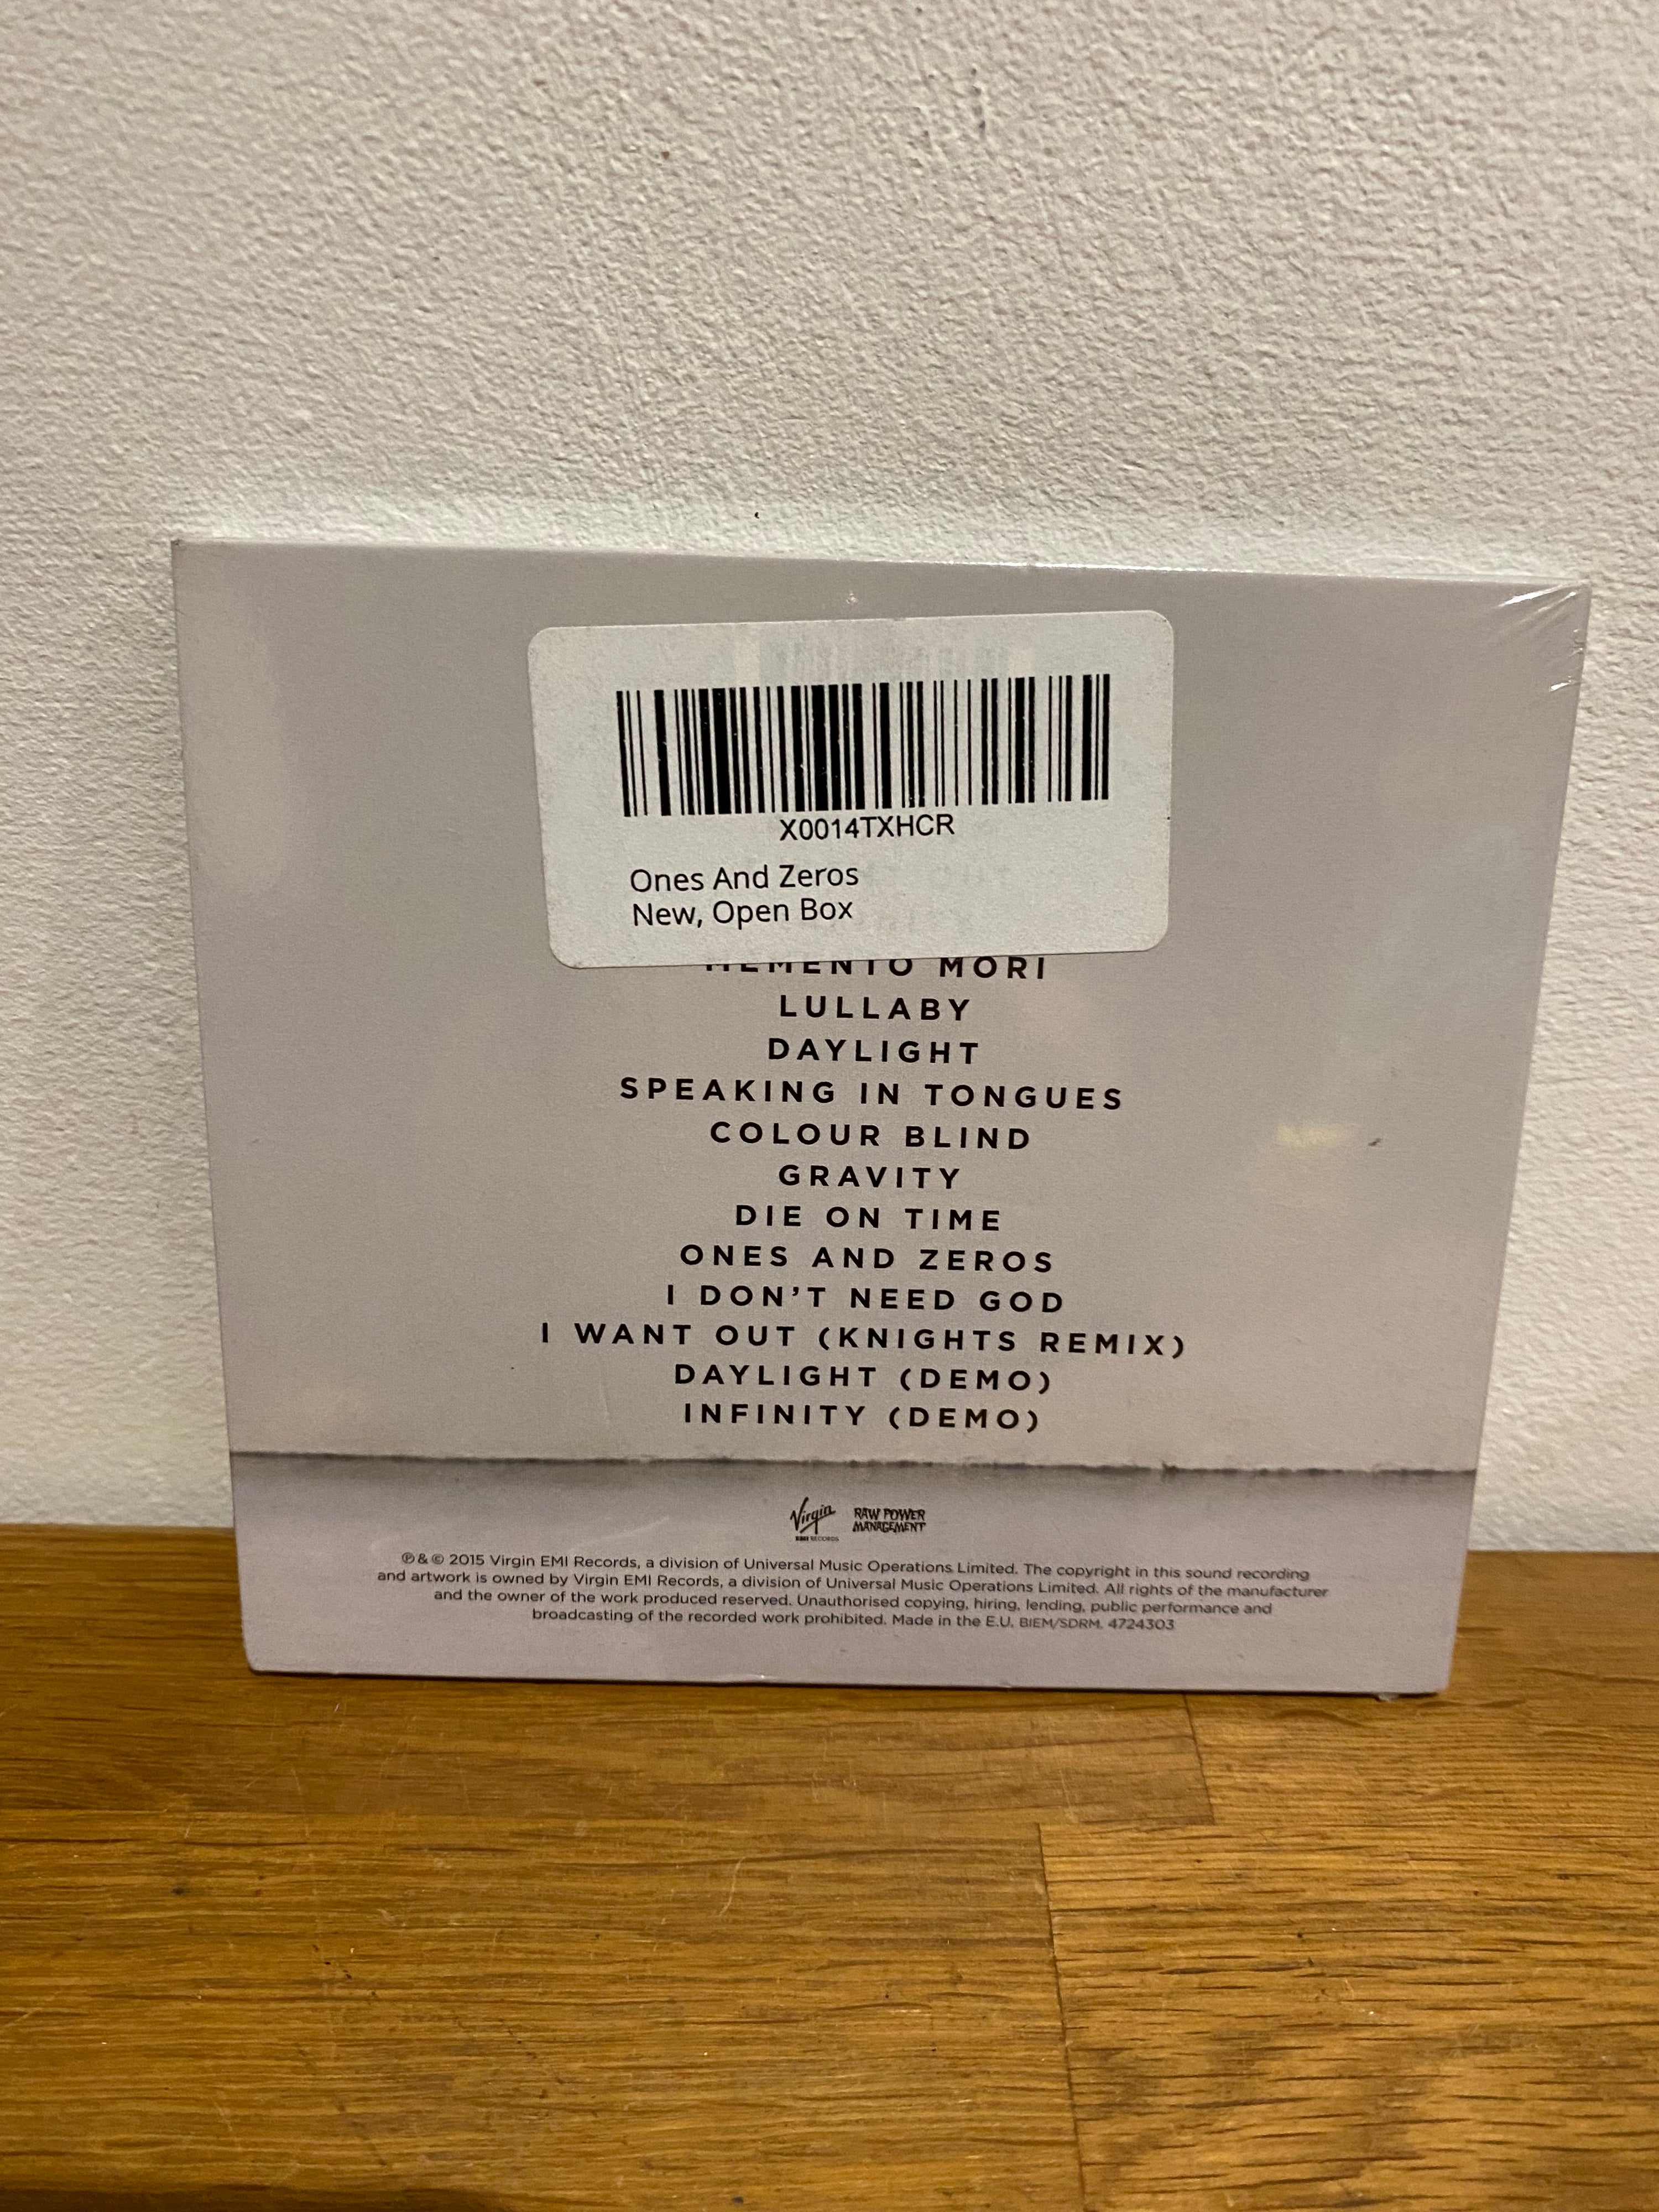 X0014TXHCR
Ones And Zeros
New, Open Box
MEMENTO MORI
LULLABY
DAYLIGHT
SPEAKING IN TONGUES
COLOUR BLIND
GRAVITY
DIE ON TIME
ONES AND ZEROS
I DON'T NEED GOD
I WANT OUT (KNIGHTS REMIX)
DAYLIGHT (DEMO)
INFINITY (DEMO)
Virgin
EMI RECORDS
RAW POWER
MANAGEMENT
℗ & © 2015 Virgin EMI Records, a division of Universal Music Operations Limited. The copyright in this sound recording
and artwork is owned by Virgin EMI Records, a division of Universal Music Operations Limited. All rights of the manufacturer
and the owner of the work produced reserved. Unauthorised copying, hiring, lending, public performance and
broadcasting of the recorded work prohibited. Made in the E.U. BIEM/SDRM. 4724303